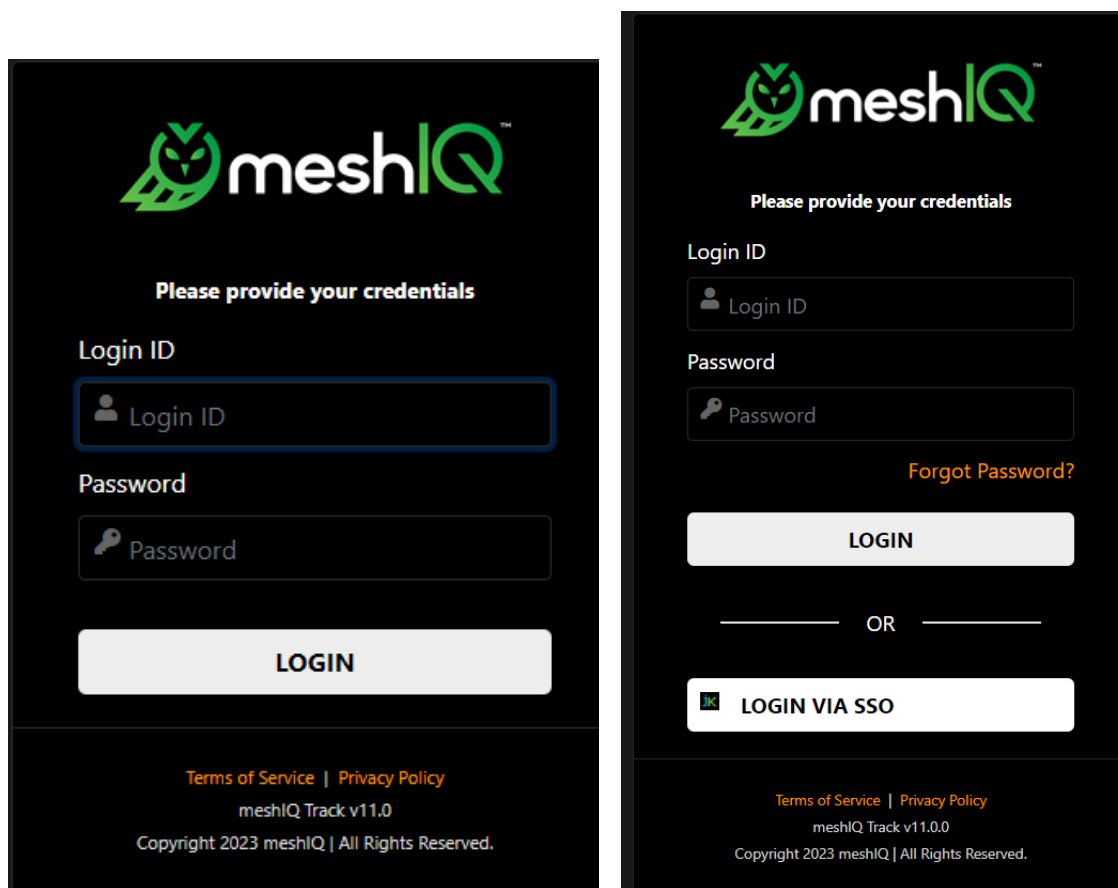 meshIQ™
Please provide your credentials
Login ID
Login ID
Password
Password
LOGIN
Terms of Service | Privacy Policy
meshIQ Track v11.0
Copyright 2023 meshIQ | All Rights Reserved.
meshIQ™
Please provide your credentials
Login ID
Login ID
Password
Password
Forgot Password?
LOGIN
OR
JK LOGIN VIA SSO
Terms of Service | Privacy Policy
meshIQ Track v11.0.0
Copyright 2023 meshIQ | All Rights Reserved.